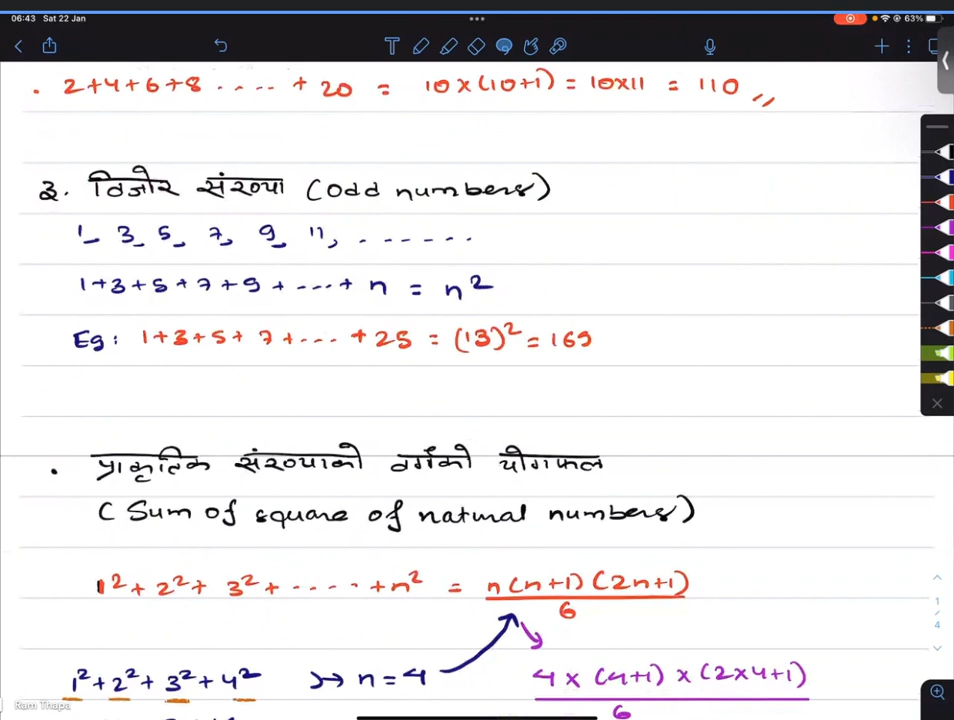 06:43 Sat 22 Jan 63%
. 2+4+6+8 ..... + 20 = 10×(10+1) = 10×11 = 110 //
३. विजोर संख्या (Odd numbers)
1, 3, 5, 7, 9, 11, ......
1+3+5+7+9+...+ n = n²
Eg: 1+3+5+7+... +25 = (13)² = 169
. प्राकृतिक संख्याको वर्गको योगफल
(Sum of square of natural numbers)
1²+2²+3²+.....+n² = n(n+1)(2n+1)
6
1²+2²+3²+4² → n=4 4×(4+1)×(2×4+1)
6
Ram Thapa
1
/
4